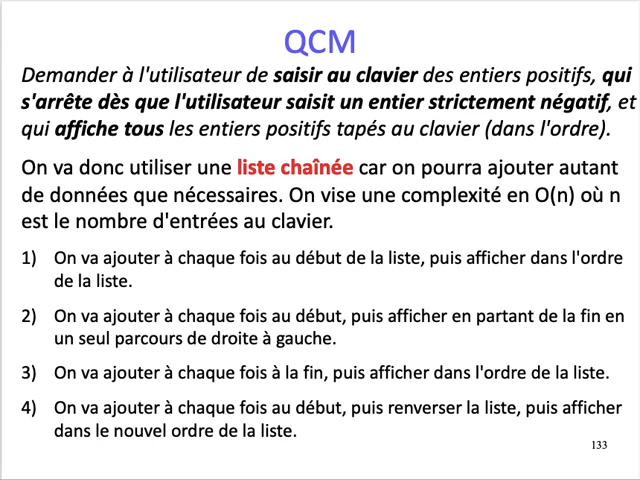 QCM
Demander à l'utilisateur de saisir au clavier des entiers positifs, qui
s'arrête dès que l'utilisateur saisit un entier strictement négatif, et
qui affiche tous les entiers positifs tapés au clavier (dans l'ordre).
On va donc utiliser une liste chaînée car on pourra ajouter autant
de données que nécessaires. On vise une complexité en O(n) où n
est le nombre d'entrées au clavier.
1) On va ajouter à chaque fois au début de la liste, puis afficher dans l'ordre
de la liste.
2) On va ajouter à chaque fois au début, puis afficher en partant de la fin en
un seul parcours de droite à gauche.
3) On va ajouter à chaque fois à la fin, puis afficher dans l'ordre de la liste.
4) On va ajouter à chaque fois au début, puis renverser la liste, puis afficher
dans le nouvel ordre de la liste.
133